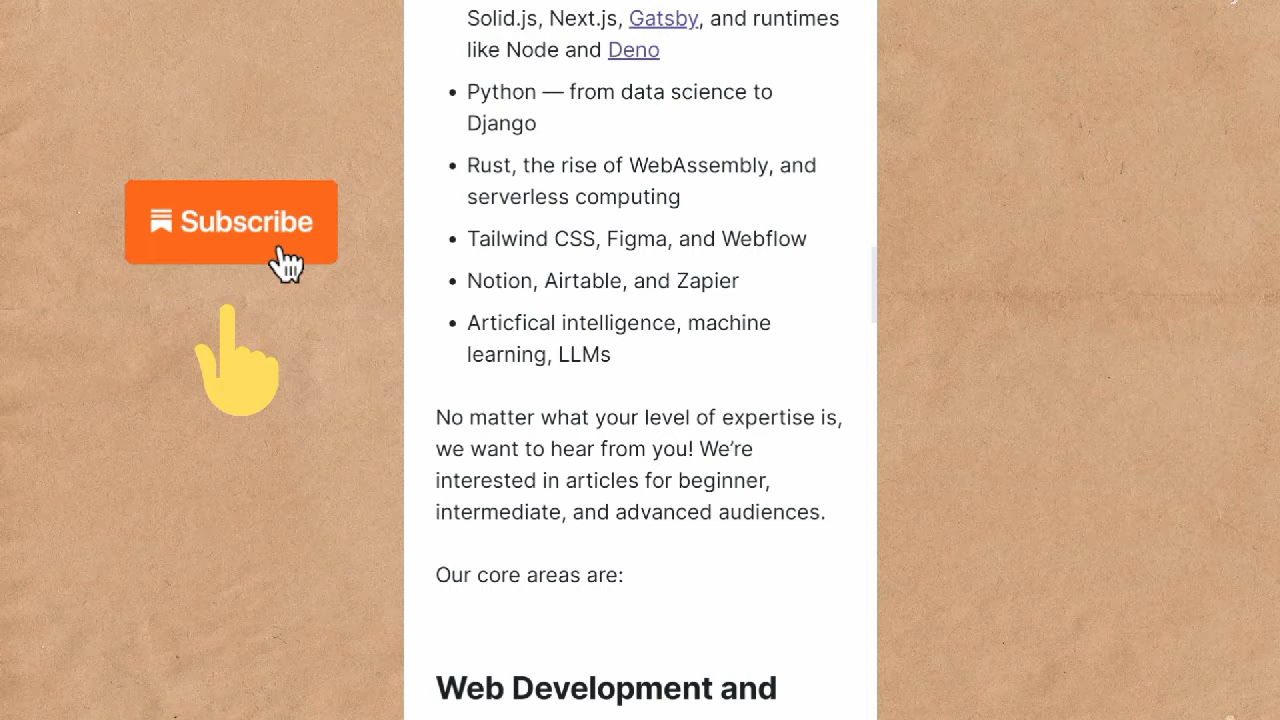 Solid.js, Next.js, Gatsby, and runtimes
like Node and Deno
• Python — from data science to
Django
• Rust, the rise of WebAssembly, and
serverless computing
• Tailwind CSS, Figma, and Webflow
• Notion, Airtable, and Zapier
• Articfical intelligence, machine
learning, LLMs
No matter what your level of expertise is,
we want to hear from you! We’re
interested in articles for beginner,
intermediate, and advanced audiences.
Our core areas are:
Web Development and
Subscribe